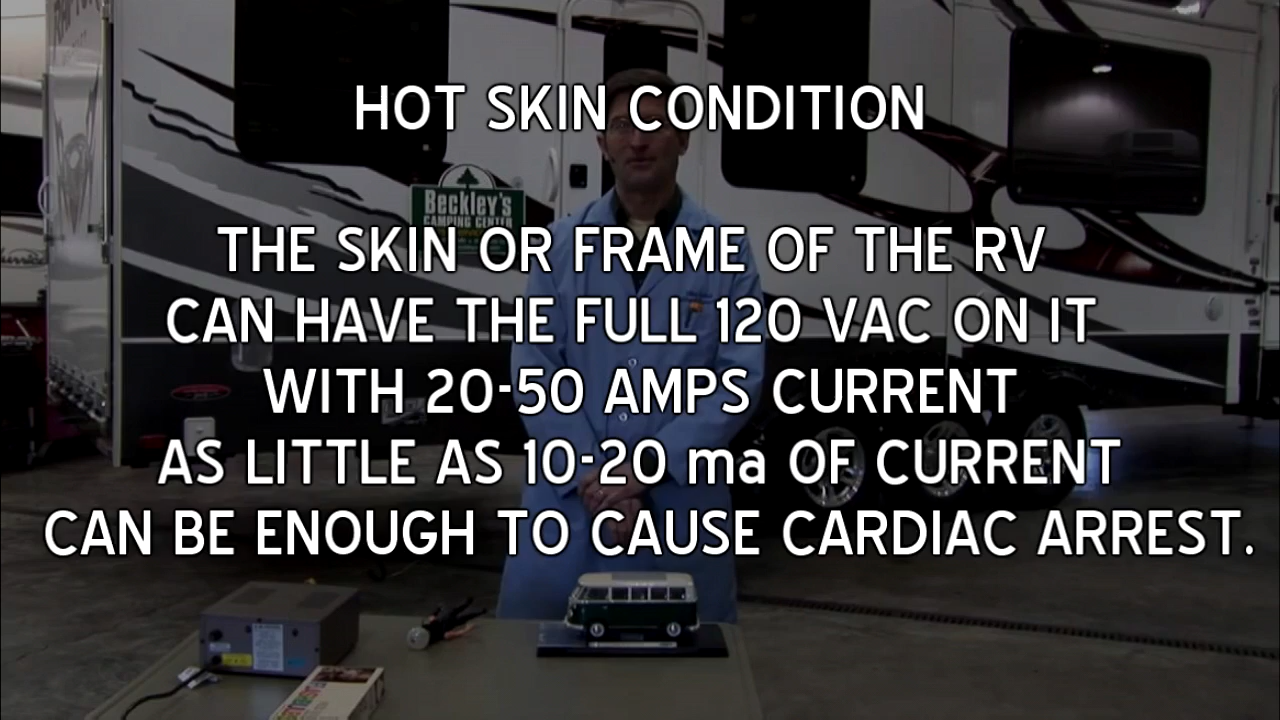 HOT SKIN CONDITION
Beckley's
CAMPING CENTER
THE SKIN OR FRAME OF THE RV
CAN HAVE THE FULL 120 VAC ON IT
WITH 20-50 AMPS CURRENT
AS LITTLE AS 10-20 ma OF CURRENT
CAN BE ENOUGH TO CAUSE CARDIAC ARREST.